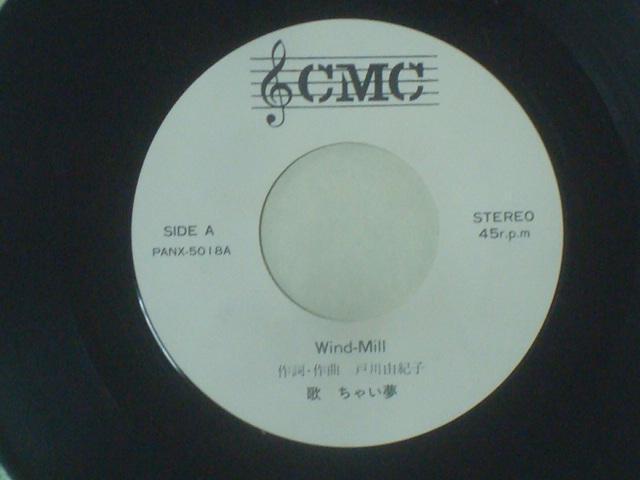 CMC
SIDE A
PANX-5018A
STEREO
45r.p.m
Wind-Mill
作詞・作曲 戸川由紀子
歌 ちゃい夢